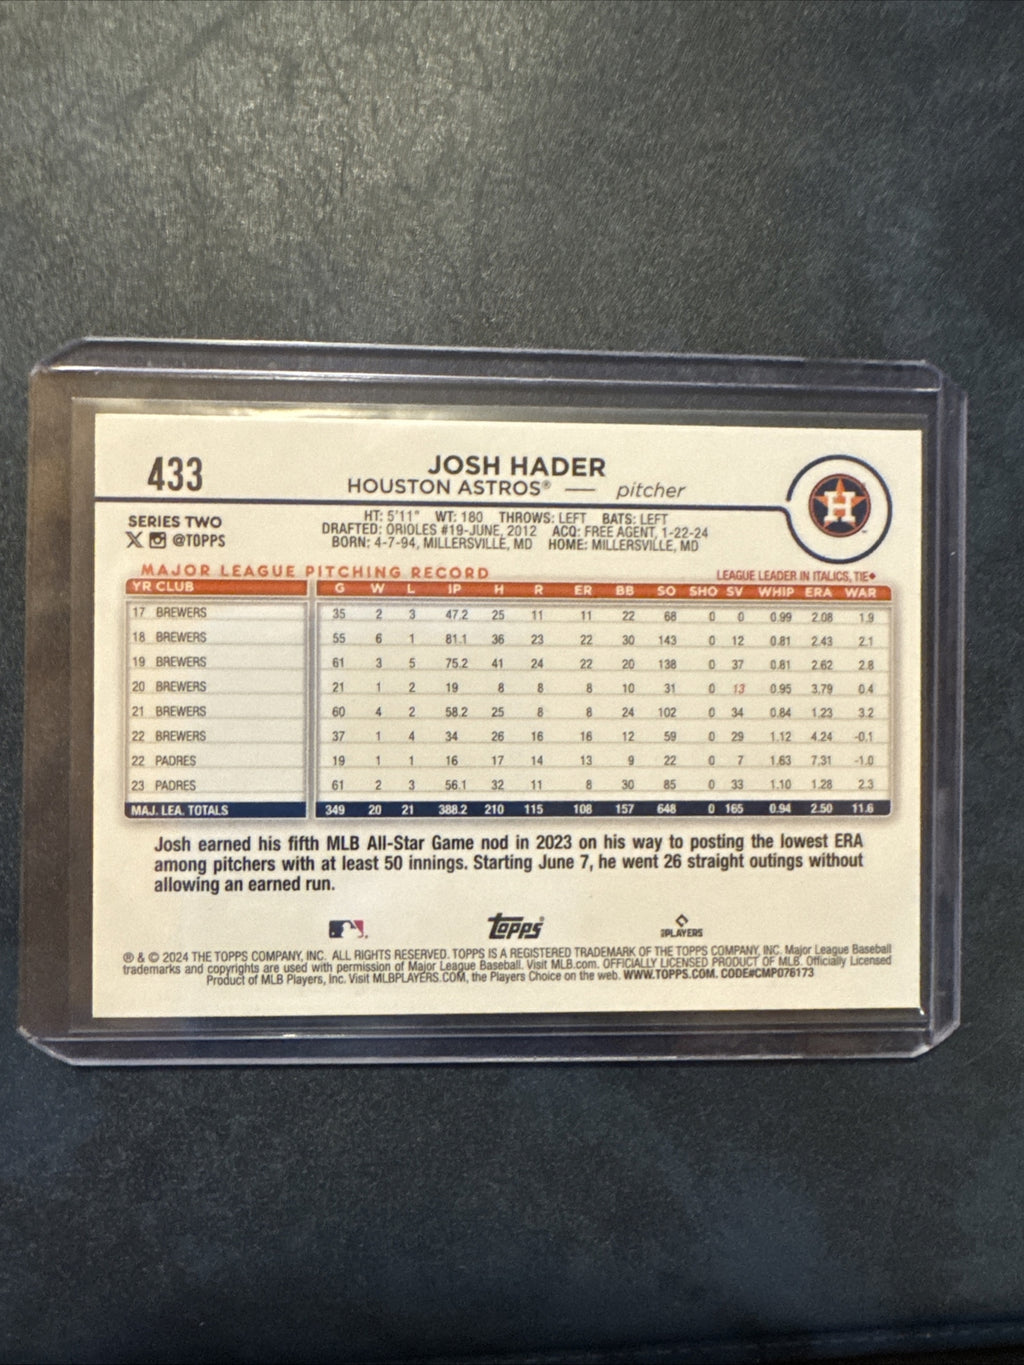 433
JOSH HADER
HOUSTON ASTROS® — pitcher
H
SERIES TWO
X @TOPPS
HT: 5'11" WT: 180 THROWS: LEFT BATS: LEFT
DRAFTED: ORIOLES #19-JUNE, 2012 ACQ: FREE AGENT, 1-22-24
BORN: 4-7-94, MILLERSVILLE, MD HOME: MILLERSVILLE, MD
MAJOR LEAGUE PITCHING RECORD LEAGUE LEADER IN ITALICS, TIE♦
YR CLUB G W L IP H R ER BB SO SHO SV WHIP ERA WAR
17 BREWERS 35 2 3 47.2 25 11 11 22 68 0 0 0.99 2.08 1.9
18 BREWERS 55 6 1 81.1 36 23 22 30 143 0 12 0.81 2.43 2.1
19 BREWERS 61 3 5 75.2 41 24 22 20 138 0 37 0.81 2.62 2.8
20 BREWERS 21 1 2 19 8 8 8 10 31 0 13 0.95 3.79 0.4
21 BREWERS 60 4 2 58.2 25 8 8 24 102 0 34 0.84 1.23 3.2
22 BREWERS 37 1 4 34 26 16 16 12 59 0 29 1.12 4.24 -0.1
22 PADRES 19 1 1 16 17 14 13 9 22 0 7 1.63 7.31 -1.0
23 PADRES 61 2 3 56.1 32 11 8 30 85 0 33 1.10 1.28 2.3
MAJ. LEA. TOTALS 349 20 21 388.2 210 115 108 157 648 0 165 0.94 2.50 11.6
Josh earned his fifth MLB All-Star Game nod in 2023 on his way to posting the lowest ERA
among pitchers with at least 50 innings. Starting June 7, he went 26 straight outings without
allowing an earned run.
Topps
PLAYERS
® & © 2024 THE TOPPS COMPANY, INC. ALL RIGHTS RESERVED. TOPPS IS A REGISTERED TRADEMARK OF THE TOPPS COMPANY, INC. Major League Baseball
trademarks and copyrights are used with permission of Major League Baseball. Visit MLB.com. OFFICIALLY LICENSED PRODUCT OF MLB. Officially Licensed
Product of MLB Players, Inc. Visit MLBPLAYERS.COM, the Players Choice on the web. WWW.TOPPS.COM. CODE#CMP076173